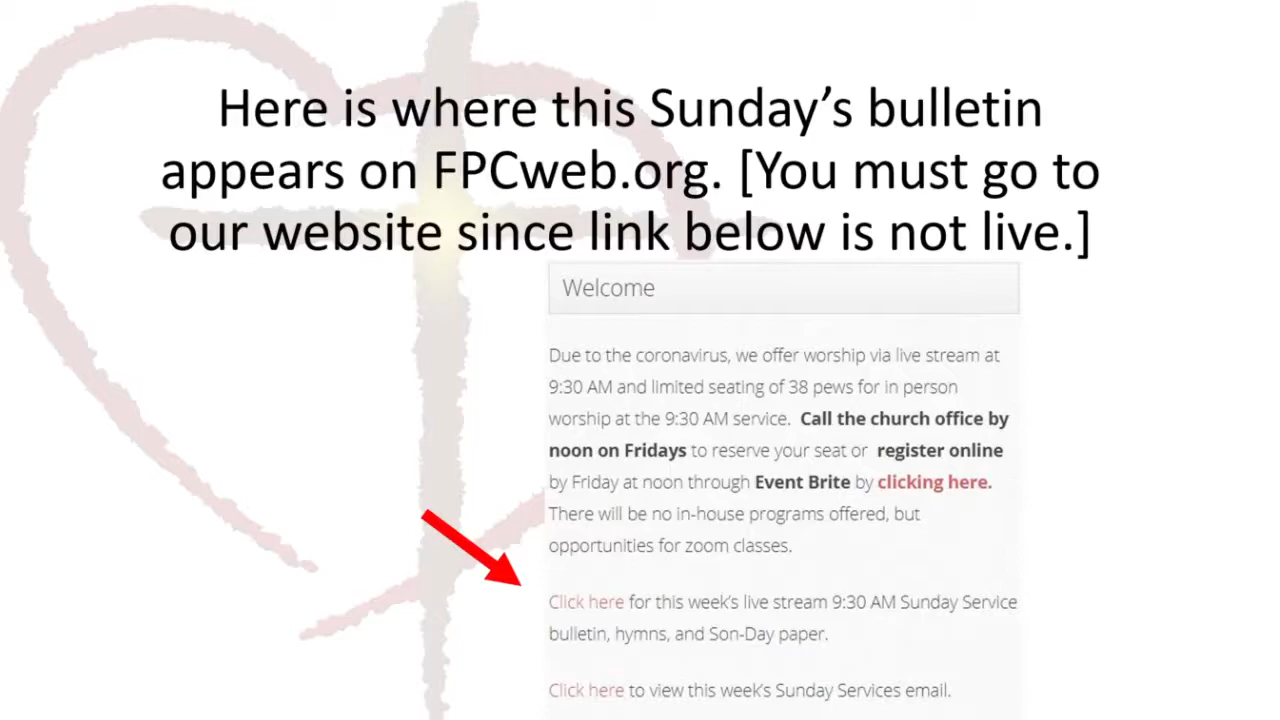 Here is where this Sunday’s bulletin
appears on FPCweb.org. [You must go to
our website since link below is not live.]
Welcome
Due to the coronavirus, we offer worship via live stream at
9:30 AM and limited seating of 38 pews for in person
worship at the 9:30 AM service. Call the church office by
noon on Fridays to reserve your seat or register online
by Friday at noon through Event Brite by clicking here.
There will be no in-house programs offered, but
opportunities for zoom classes.
Click here for this week’s live stream 9:30 AM Sunday Service
bulletin, hymns, and Son-Day paper.
Click here to view this week’s Sunday Services email.